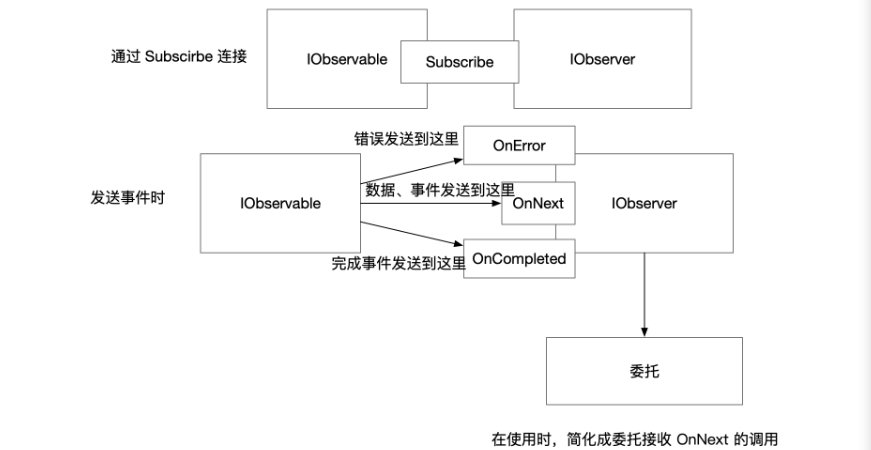 通过 Subscirbe 连接
IObservable
Subscribe
IObserver
错误发送到这里
OnError
发送事件时
IObservable
数据、事件发送到这里
OnNext
IObserver
完成事件发送到这里
OnCompleted
委托
在使用时，简化成委托接收 OnNext 的调用